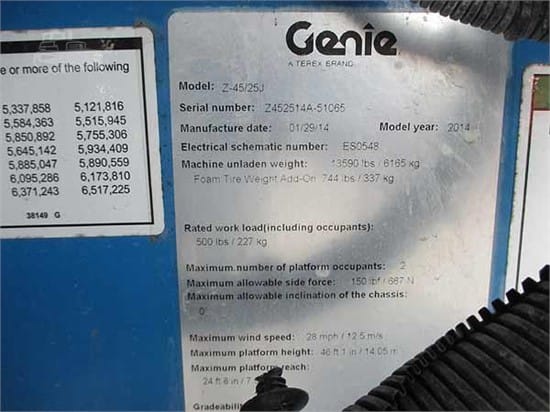 e or more of the following
5,337,858 5,121,816
5,584,363 5,515,945
5,850,892 5,755,306
5,645,142 5,934,409
5,885,047 5,890,559
6,095,286 6,173,810
6,371,243 6,517,225
38149 G
Genie
A TEREX BRAND
Model: Z-45/25J
Serial number: Z452514A-51065
Manufacture date: 01/29/14 Model year: 2014
Electrical schematic number: ES0548
Machine unladen weight: 13590 lbs / 6165 kg
Foam Tire Weight Add-On 744 lbs / 337 kg
Rated work load(including occupants):
500 lbs / 227 kg
Maximum number of platform occupants: 2
Maximum allowable side force: 150 lbf / 667 N
Maximum allowable inclination of the chassis:
0°
Maximum wind speed: 28 mph / 12.5 m/s
Maximum platform height: 46 ft 1 in / 14.05 m
Maximum platform reach:
24 ft 8 in / 7
Gradeabili